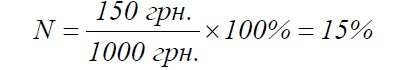 N = 150 грн. / 1000 грн. × 100% = 15%